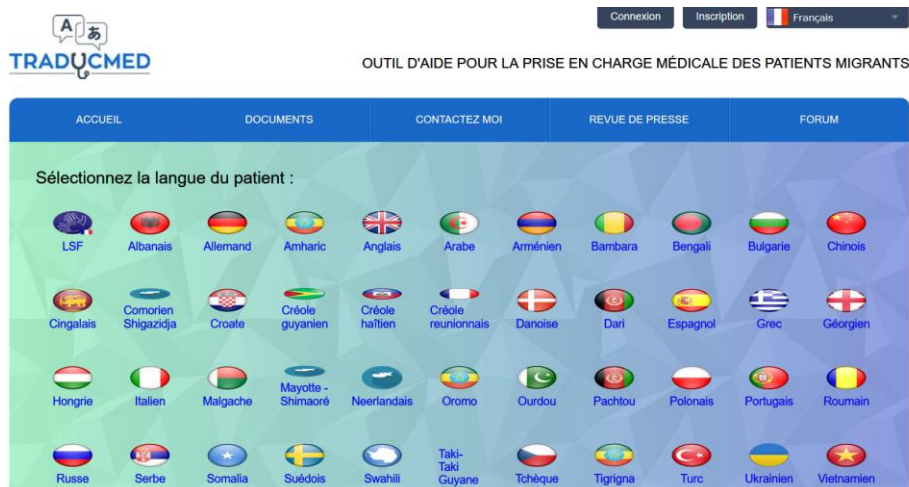 A あ
Connexion Inscription Français
TRADUCMED
OUTIL D'AIDE POUR LA PRISE EN CHARGE MÉDICALE DES PATIENTS MIGRANTS
ACCUEIL DOCUMENTS CONTACTEZ MOI REVUE DE PRESSE FORUM
Sélectionnez la langue du patient :
LSF Albanais Allemand Amharic Anglais Arabe Arménien Bambara Bengali Bulgarie Chinois
Cingalais Comorien Shigazidja Croate Créole guyanien Créole haïtien Créole reunionnais Danoise Dari Espagnol Grec Géorgien
Hongrie Italien Malgache Mayotte - Shimaoré Neerlandais Oromo Ourdou Pachtou Polonais Portugais Roumain
Russe Serbe Somalia Suédois Swahili Taki-Taki Guyane Tchèque Tigrigna Turc Ukrainien Vietnamien